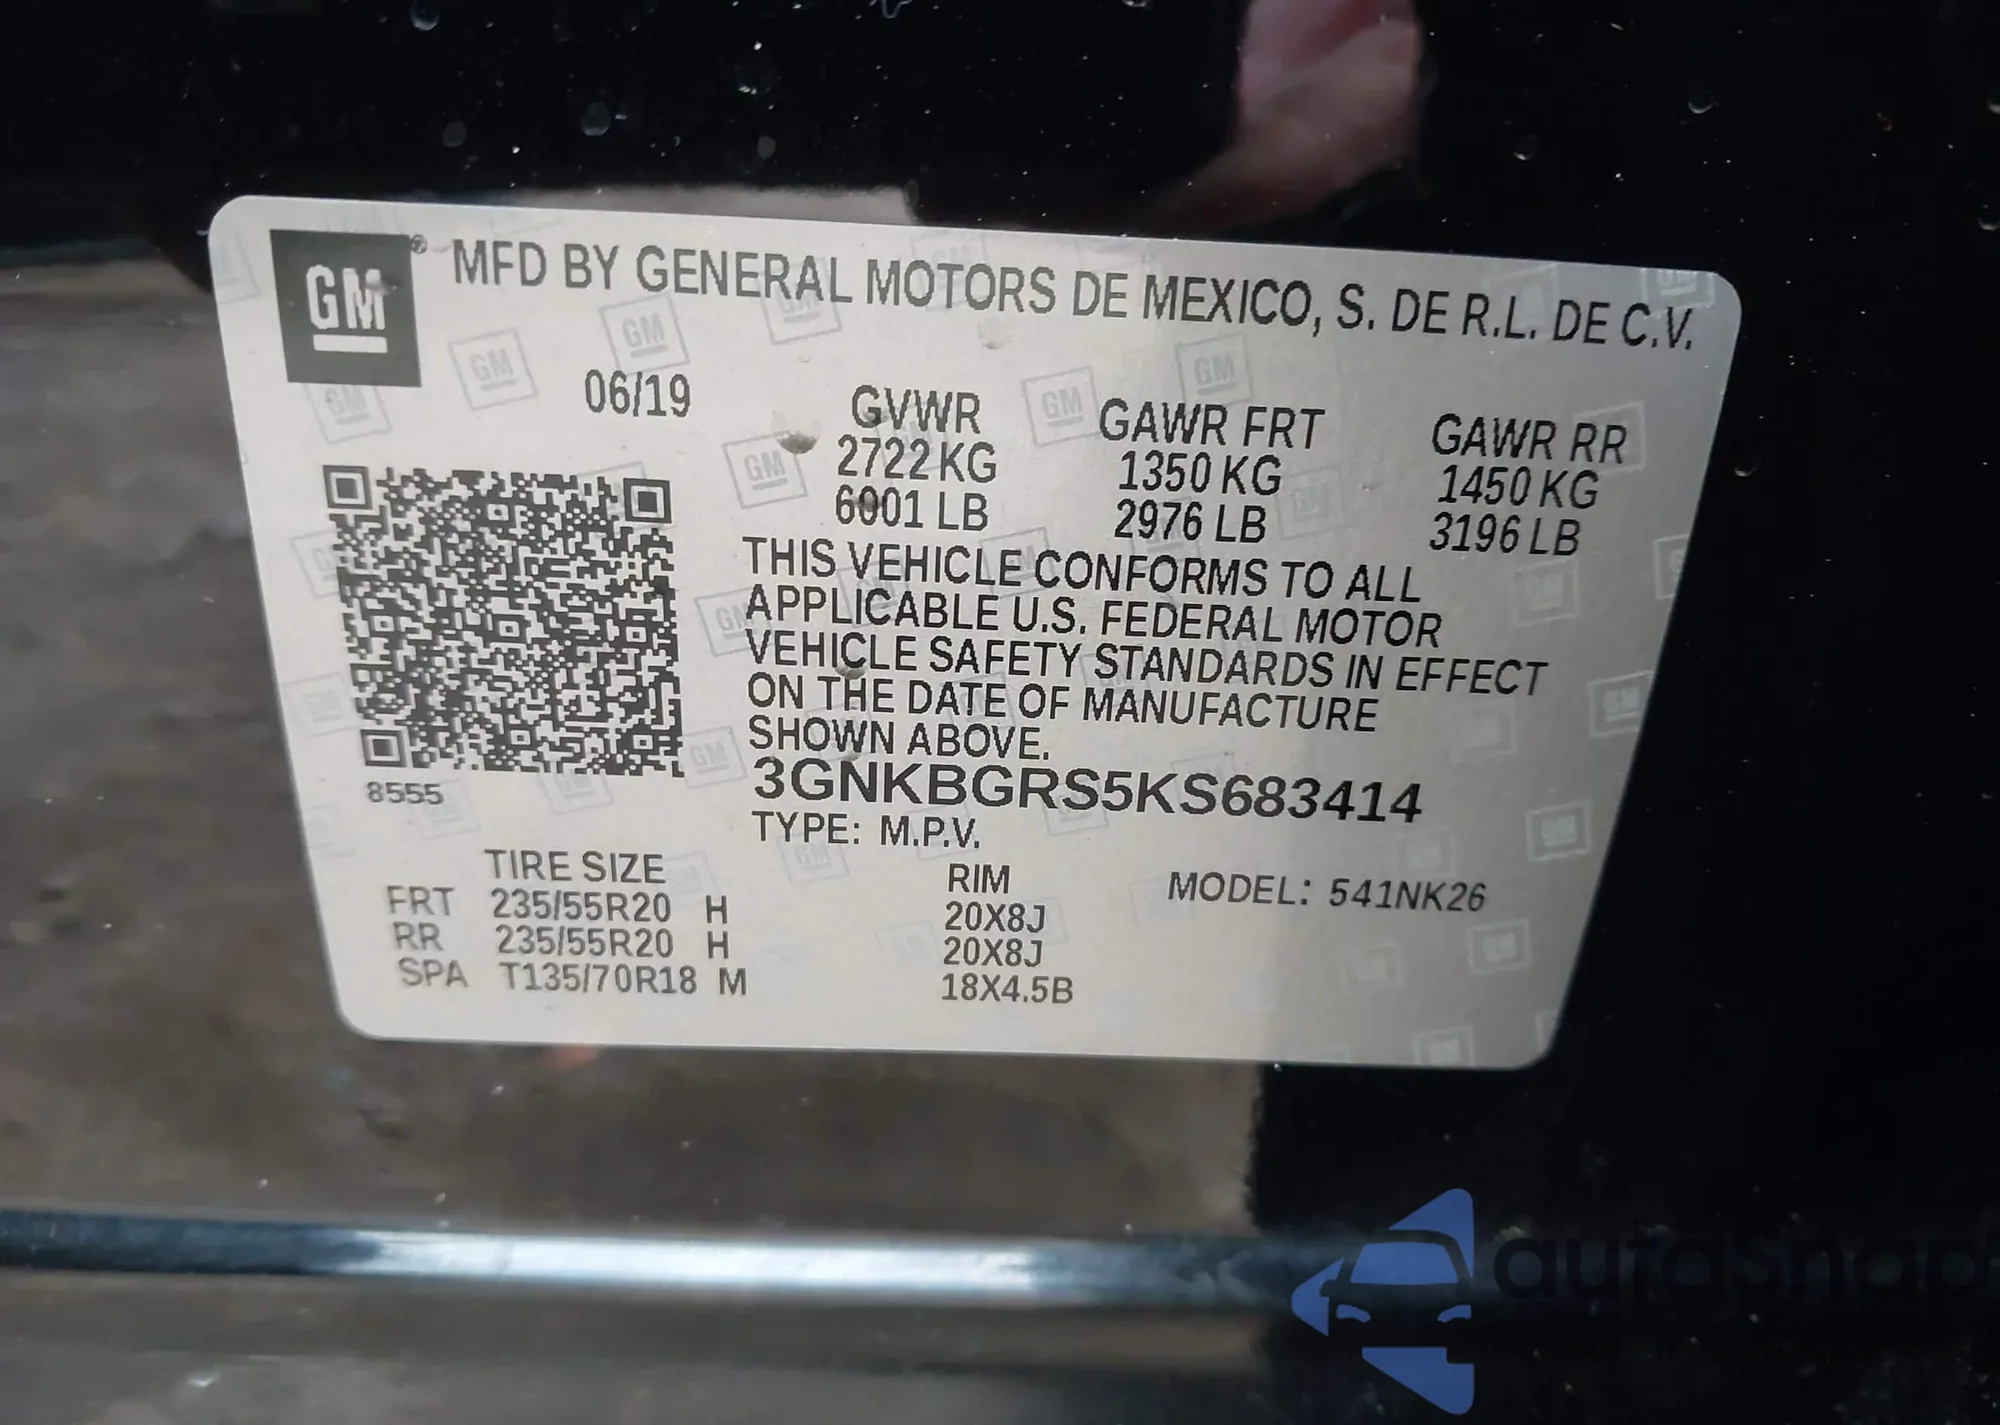 GM® MFD BY GENERAL MOTORS DE MEXICO, S. DE R.L. DE C.V.
06/19
GVWR GAWR FRT GAWR RR
2722 KG 1350 KG 1450 KG
6001 LB 2976 LB 3196 LB
THIS VEHICLE CONFORMS TO ALL
APPLICABLE U.S. FEDERAL MOTOR
VEHICLE SAFETY STANDARDS IN EFFECT
ON THE DATE OF MANUFACTURE
SHOWN ABOVE.
3GNKBGRS5KS683414
8555
TYPE: M.P.V.
TIRE SIZE RIM MODEL: 541NK26
FRT 235/55R20 H 20X8J
RR 235/55R20 H 20X8J
SPA T135/70R18 M 18X4.5B
autoSnap